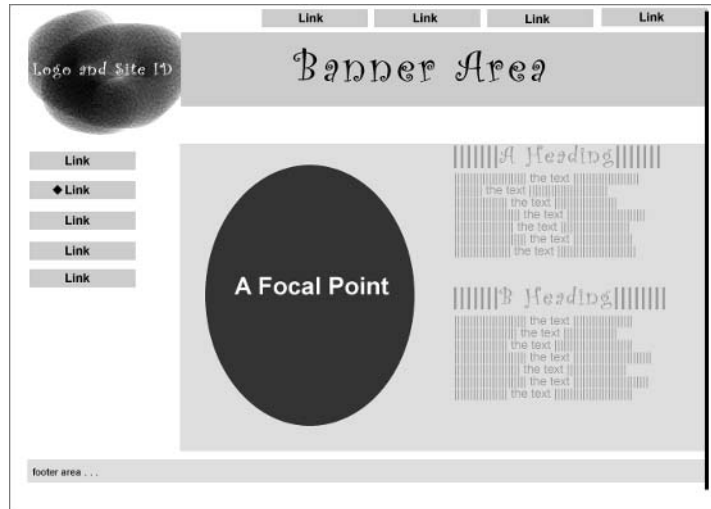 Link
Link
Link
Link
Logo and Site ID
Banner Area
Link
◆Link
Link
Link
Link
A Focal Point
A Heading
the text
the text
the text
the text
the text
the text
the text
B Heading
the text
the text
the text
the text
the text
the text
the text
footer area . . .